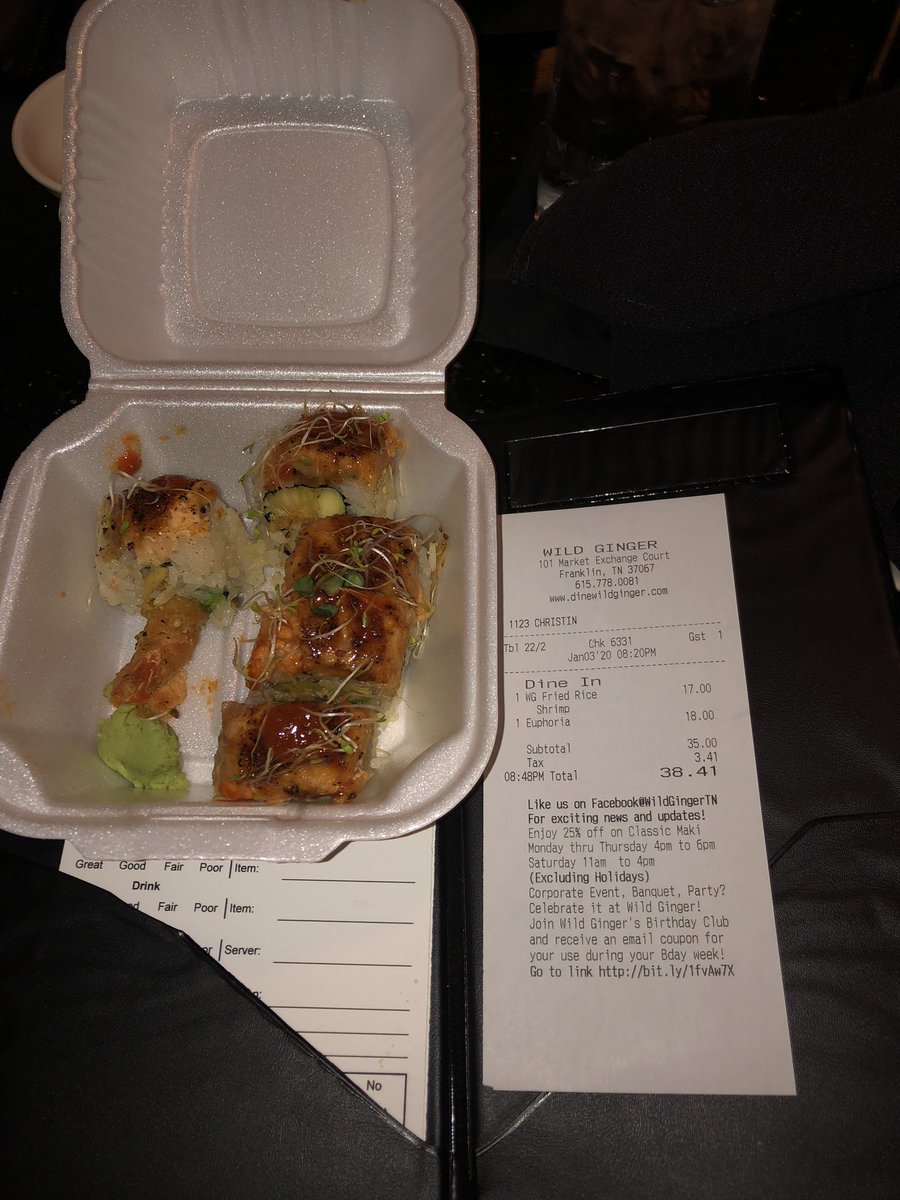 WILD GINGER
101 Market Exchange Court
Franklin, TN 37067
615.778.0081
www.dinewildginger.com
1123 CHRISTIN
Tbl 22/2 Chk 6331 Gst 1
Jan03'20 08:20PM
Dine In
1 WG Fried Rice 17.00
Shrimp
1 Euphoria 18.00
Subtotal 35.00
Tax 3.41
08:48PM Total 38.41
Like us on Facebook@WildGingerTN
For exciting news and updates!
Enjoy 25% off on Classic Maki
Monday thru Thursday 4pm to 6pm
Saturday 11am to 4pm
(Excluding Holidays)
Corporate Event, Banquet, Party?
Celebrate it at Wild Ginger!
Join Wild Ginger's Birthday Club
and receive an email coupon for
your use during your Bday week!
Go to link http://bit.ly/1fvAw7X
Great Good Fair Poor Item:
Drink
Fair Poor Item:
Server:
No